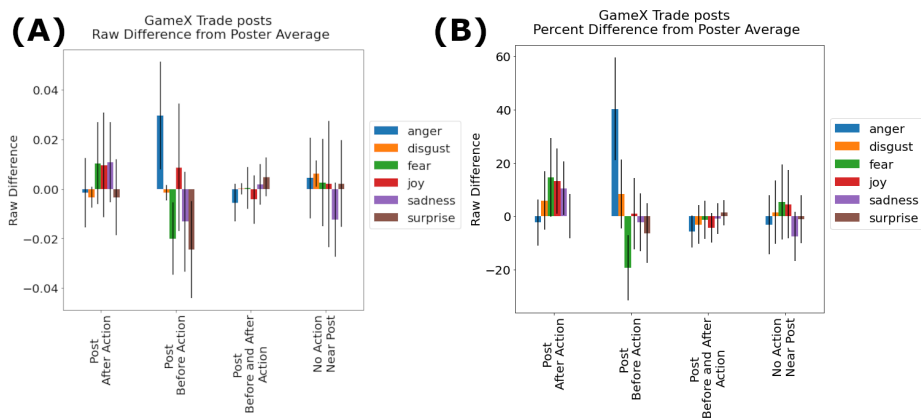 (A)
GameX Trade posts
Raw Difference from Poster Average
Raw Difference
0.04
0.02
0.00
−0.02
−0.04
Post
After Action
Post
Before Action
Post
Before and After
Action
No Action
Near Post
anger
disgust
fear
joy
sadness
surprise
(B)
GameX Trade posts
Percent Difference from Poster Average
Raw Difference
60
40
20
0
−20
Post
After Action
Post
Before Action
Post
Before and After
Action
No Action
Near Post
anger
disgust
fear
joy
sadness
surprise